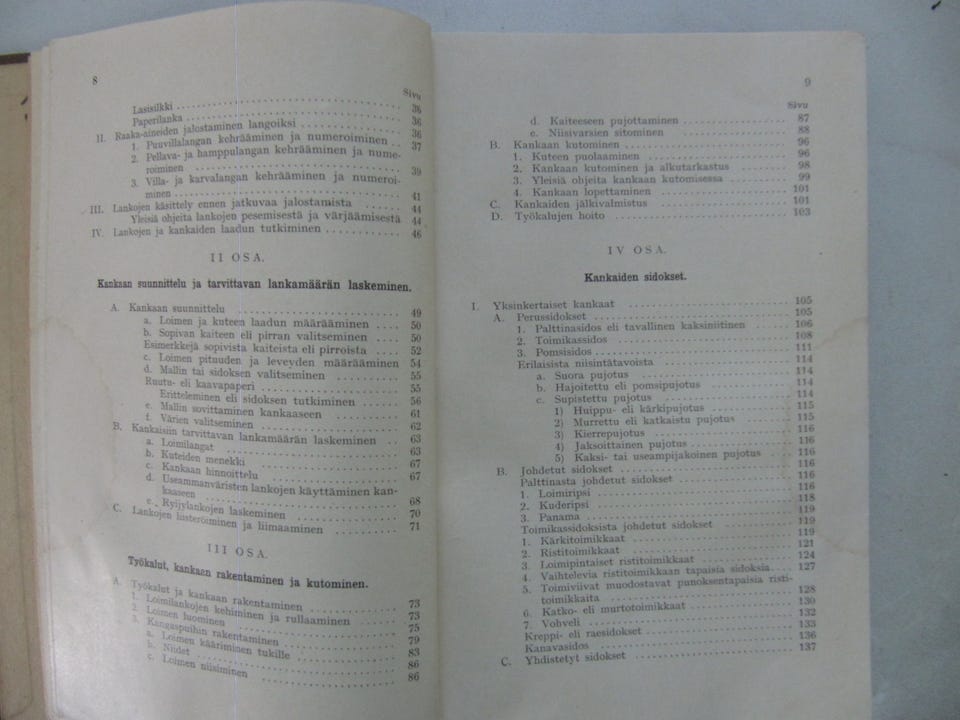 8
Sivu
Lasisilkki 36
Paperilanka 36
II. Raaka-aineiden jalostaminen langoiksi 36
1. Puuvillalangan kehrääminen ja numeroiminen 37
2. Pellava- ja hamppulangan kehrääminen ja nume-
roiminen 39
3. Villa- ja karvalangan kehrääminen ja numeroi-
minen 41
III. Lankojen käsittely ennen jatkuvaa jalostamista 44
Yleisiä ohjeita lankojen pesemisestä ja värjäämisestä 44
IV. Lankojen ja kankaiden laadun tutkiminen 46
II OSA.
Kankaan suunnittelu ja tarvittavan lankamäärän laskeminen.
A. Kankaan suunnittelu 49
a. Loimen ja kuteen laadun määrääminen 50
b. Sopivan kaiteen eli pirran valitseminen 50
Esimerkkejä sopivista kaiteista eli pirroista 52
c. Loimen pituuden ja leveyden määrääminen 54
d. Mallin tai sidoksen valitseminen 55
Ruutu- eli kaavapaperi 55
Eritteleminen eli sidoksen tutkiminen 56
e. Mallin sovittaminen kankaaseen 61
f. Värien valitseminen 62
B. Kankaisiin tarvittavan lankamäärän laskeminen 63
a. Loimilangat 63
b. Kuteiden menekki 67
c. Kankaan hinnoittelu 67
d. Useammanväristen lankojen käyttäminen kan-
kaaseen 68
e. Ryijylankojen laskeminen 70
C. Lankojen listeröiminen ja liimaaminen 71
III OSA.
Työkalut, kankaan rakentaminen ja kutominen.
A. Työkalut ja kankaan rakentaminen 73
1. Loimilankojen kehiminen ja rullaaminen 73
2. Loimen luominen 75
3. Kangaspuihin rakentaminen 79
a. Loimen kääriminen tukille 83
b. Niidet 86
c. Loimen niisiminen 86
9
Sivu
d. Kaiteeseen pujottaminen 87
e. Niisivarsien sitominen 88
B. Kankaan kutominen 96
1. Kuteen puolaaminen 96
2. Kankaan kutominen ja alkutarkastus 98
3. Yleisiä ohjeita kankaan kutomisessa 99
4. Kankaan lopettaminen 101
C. Kankaiden jälkivalmistus 101
D. Työkalujen hoito 103
IV OSA.
Kankaiden sidokset.
I. Yksinkertaiset kankaat 105
A. Perussidokset 105
1. Palttinasidos eli tavallinen kaksiniitinen 106
2. Toimikassidos 108
3. Pomsisidos 111
Erilaisista niisintätavoista 114
a. Suora pujotus 114
b. Hajoitettu eli pomsipujotus 114
c. Supistettu pujotus 114
1) Huippu- eli kärkipujotus 115
2) Murrettu eli katkaistu pujotus 115
3) Kierrepujotus 116
4) Jaksoittainen pujotus 116
5) Kaksi- tai useampijakoinen pujotus 116
B. Johdetut sidokset 116
Palttinasta johdetut sidokset 116
1. Loimiripsi 116
2. Kuderipsi 118
3. Panama 119
Toimikassidoksista johdetut sidokset 119
1. Kärkitoimikkaat 119
2. Ristitoimikkaat 121
3. Loimipintaiset ristitoimikkaat 124
4. Vaihtelevia ristitoimikkaan tapaisia sidoksia 127
5. Toimiviivat muodostavat punoksentapaisia risti-
toimikkaita 128
6. Katko- eli murtotoimikkaat 130
7. Vohveli 132
Kreppi- eli raesidokset 133
Kanavasidos 136
C. Yhdistetyt sidokset 137